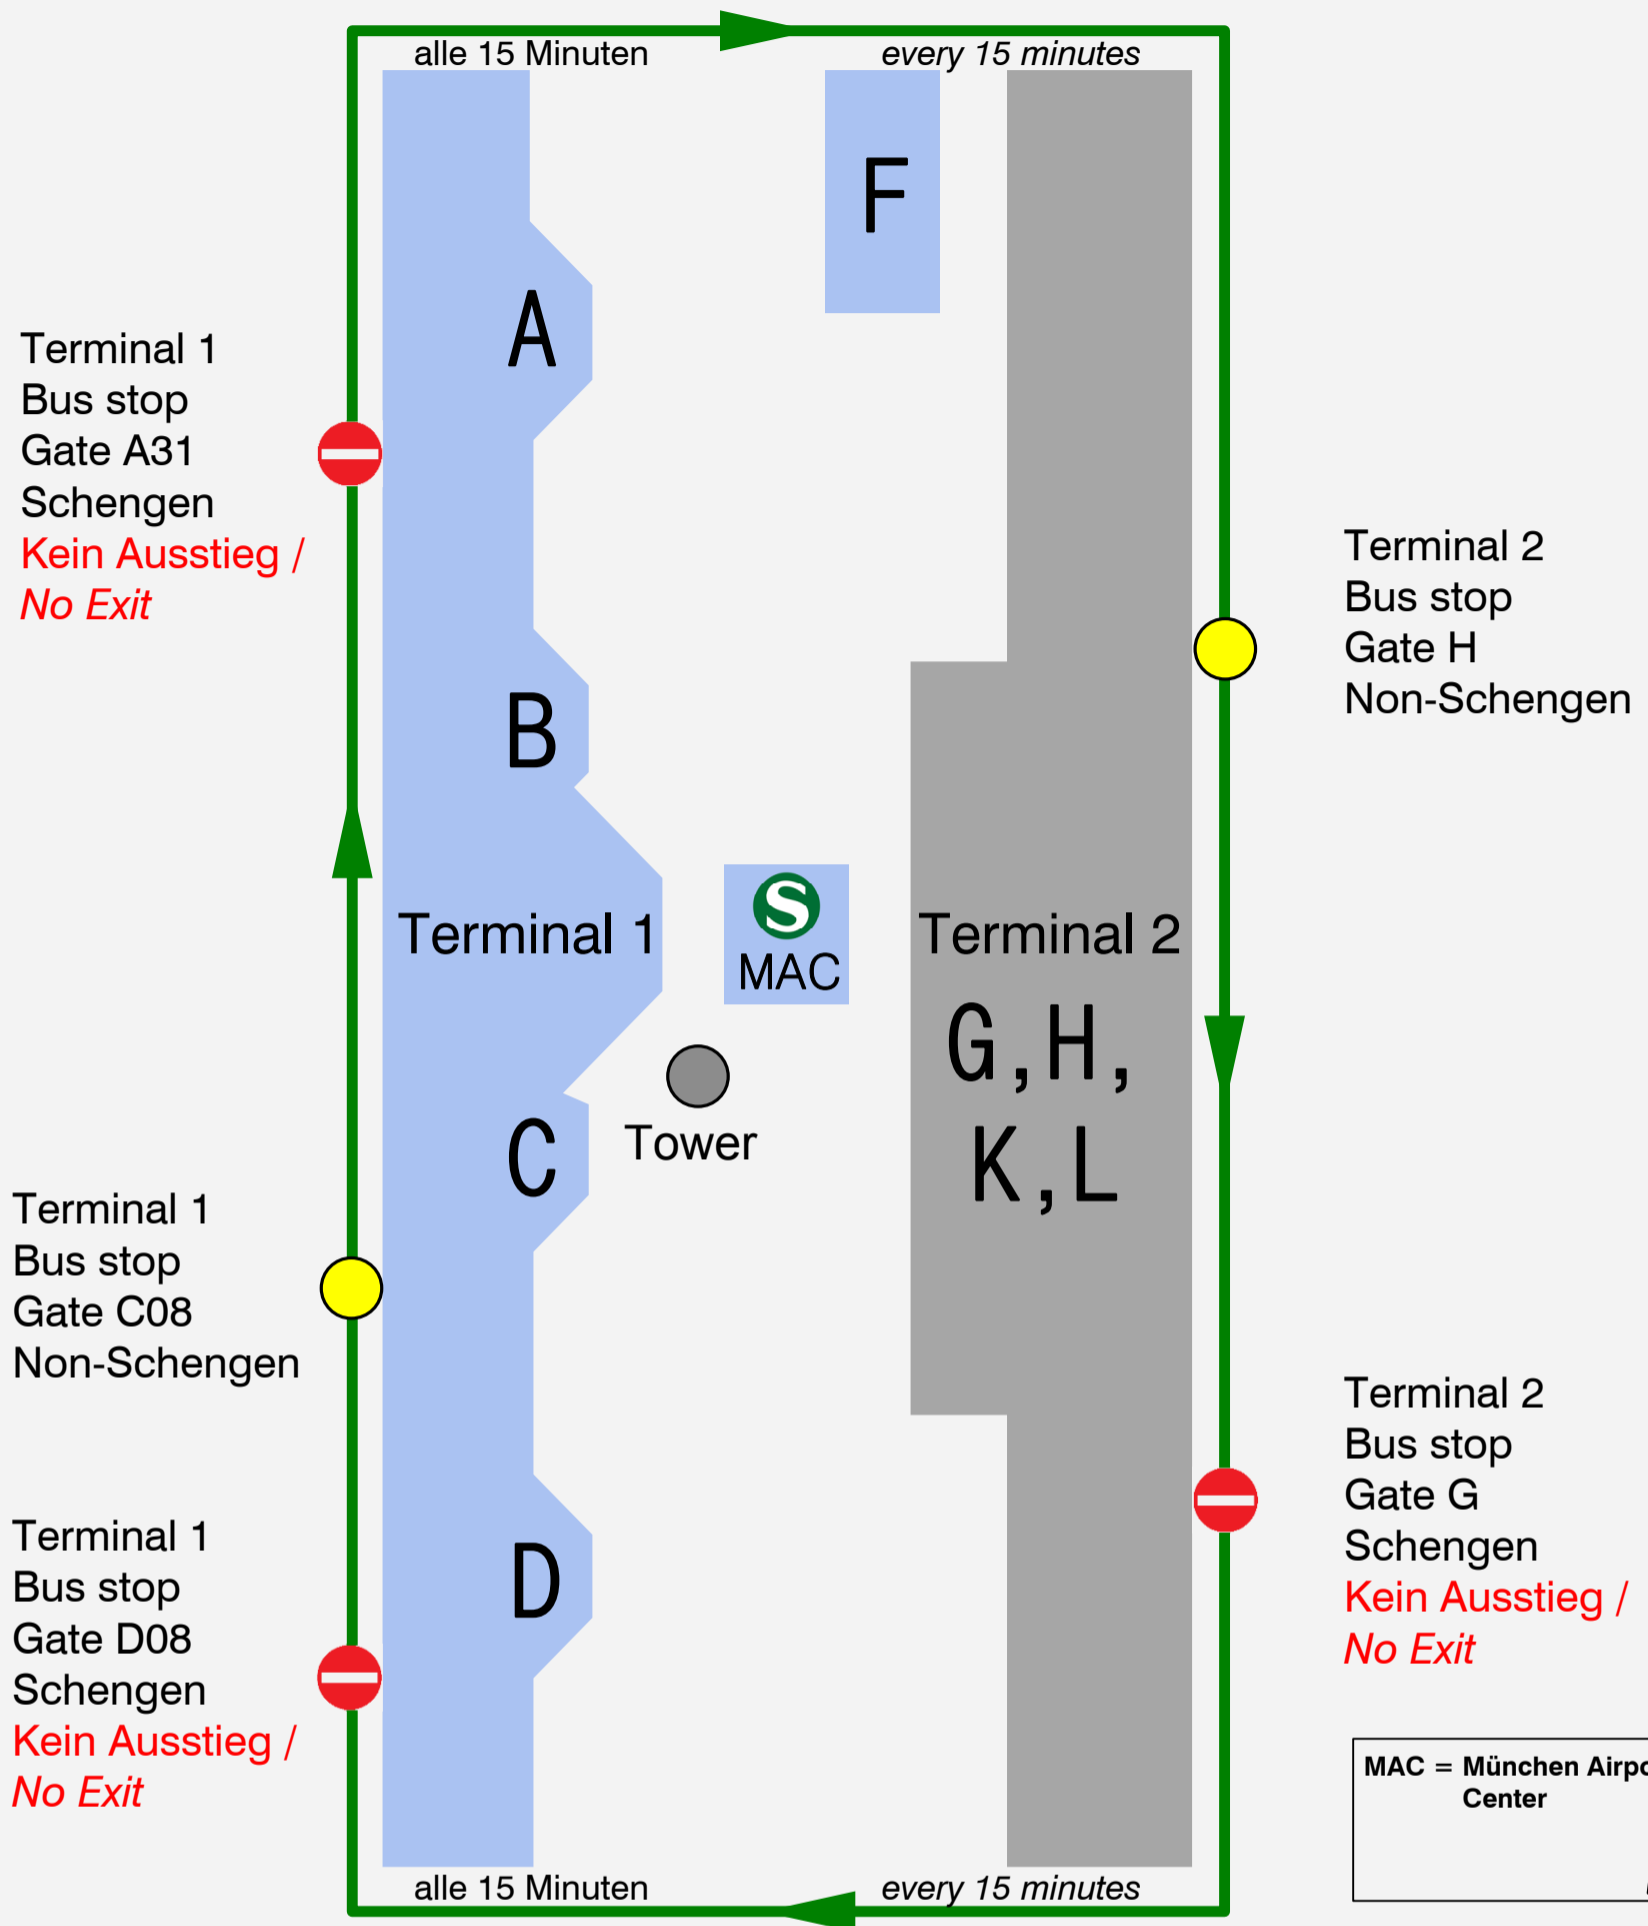 alle 15 Minuten
every 15 minutes
F
A
Terminal 1
Bus stop
Gate A31
Schengen
Kein Ausstieg /
No Exit
Terminal 2
Bus stop
Gate H
Non-Schengen
B
Terminal 1
S
MAC
Terminal 2
G,H,
K,L
Tower
C
Terminal 1
Bus stop
Gate C08
Non-Schengen
Terminal 2
Bus stop
Gate G
Schengen
Kein Ausstieg /
No Exit
D
Terminal 1
Bus stop
Gate D08
Schengen
Kein Ausstieg /
No Exit
MAC = München
Center
alle 15 Minuten
every 15 minutes